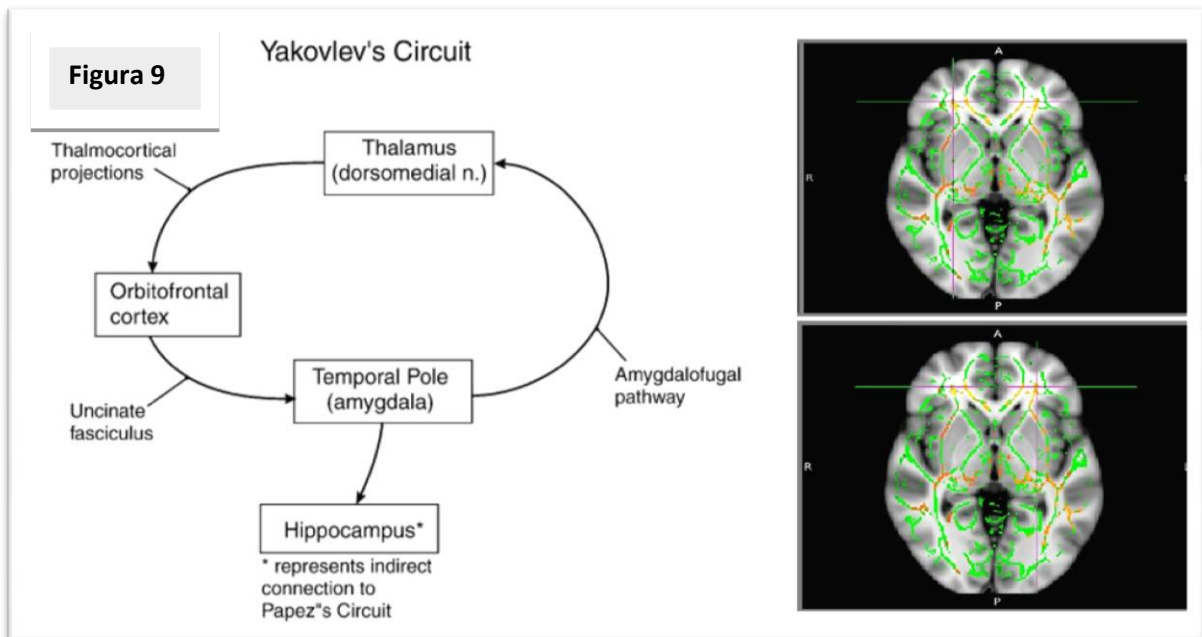 Yakovlev's Circuit
Figura 9
Thalmocortical
projections
Thalamus
(dorsomedial n.)
Orbitofrontal
cortex
Temporal Pole
(amygdala)
Amygdalofugal
pathway
Uncinate
fasciculus
Hippocampus*
* represents indirect
connection to
Papez"s Circuit
A
R
L
P
A
R
L
P